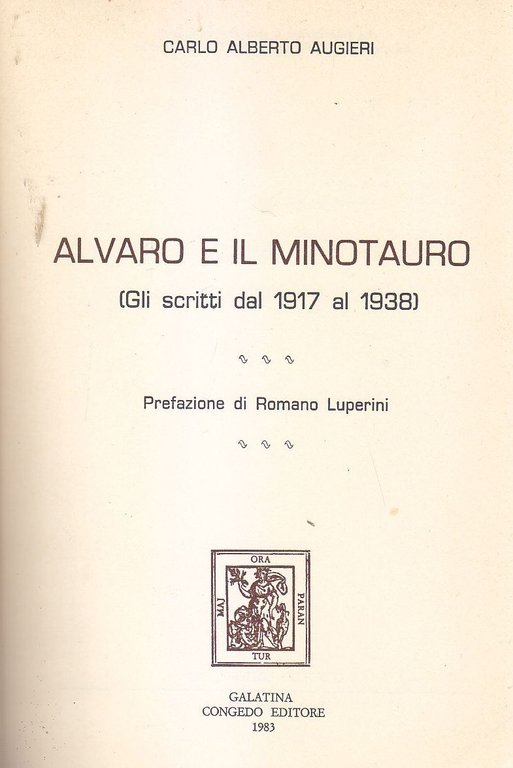 CARLO ALBERTO AUGIERI
ALVARO E IL MINOTAURO
(Gli scritti dal 1917 al 1938)
Prefazione di Romano Luperini
ORA
MAJ
PARAN
TUR
GALATINA
CONGEDO EDITORE
1983